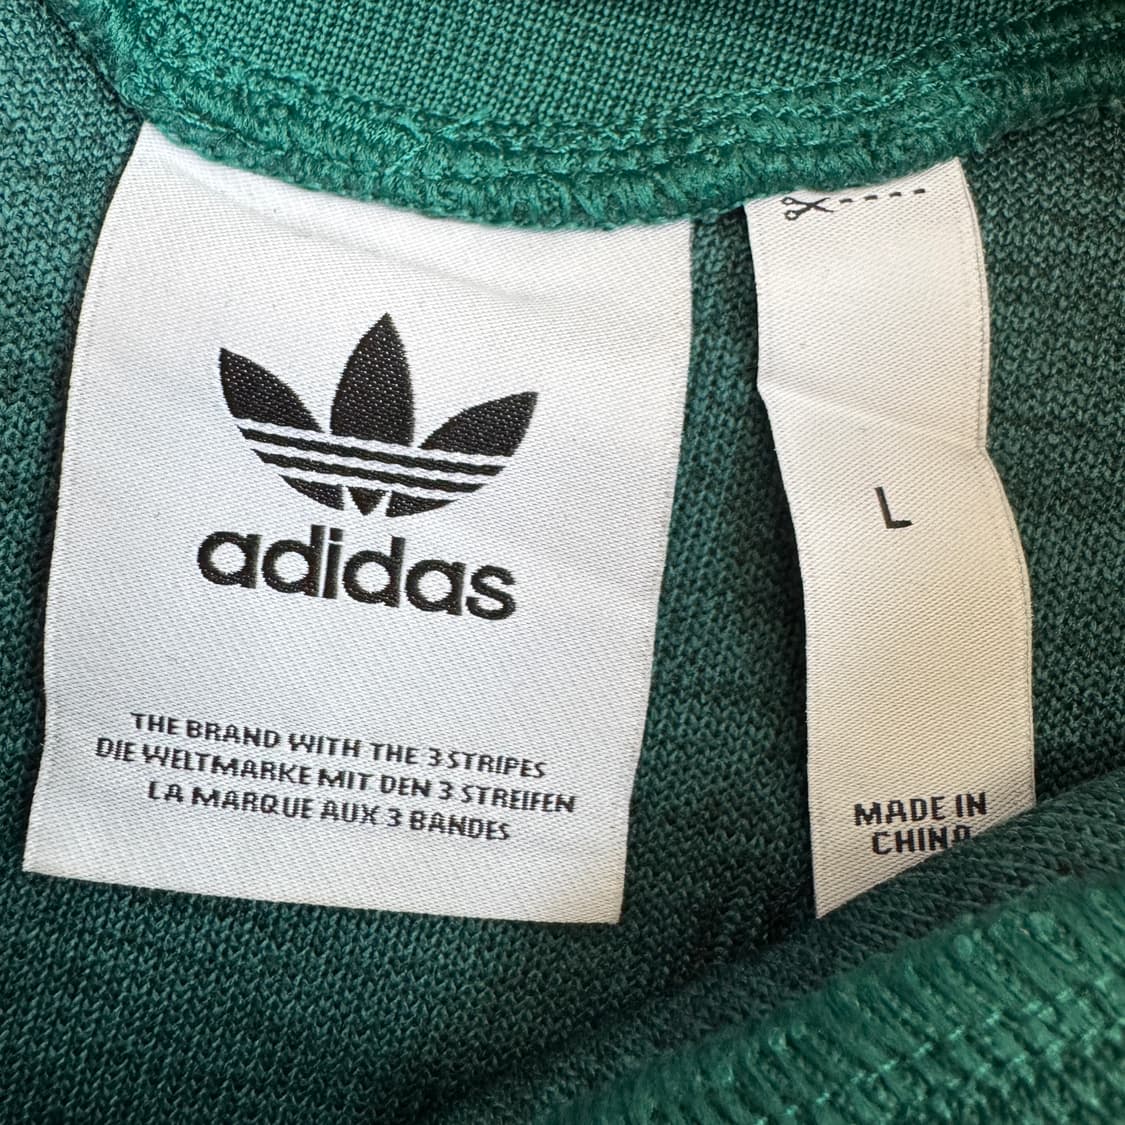 adidas
THE BRAND WITH THE 3 STRIPES
DIE WELTMARKE MIT DEN 3 STREIFEN
LA MARQUE AUX 3 BANDES
L
MADE IN
CHINA